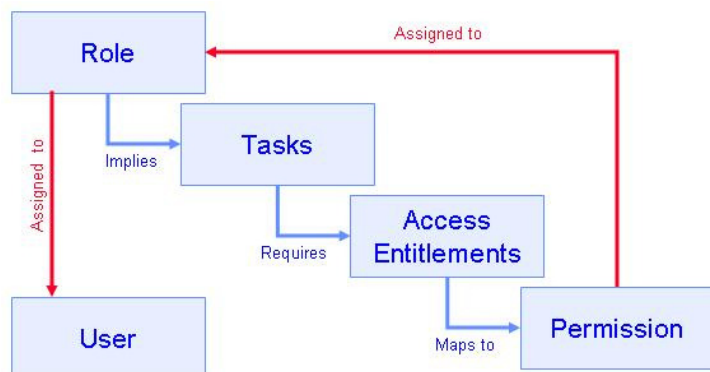 Assigned to
Role
Implies
Tasks
Assigned to
Requires
Access
Entitlements
User
Maps to
Permission